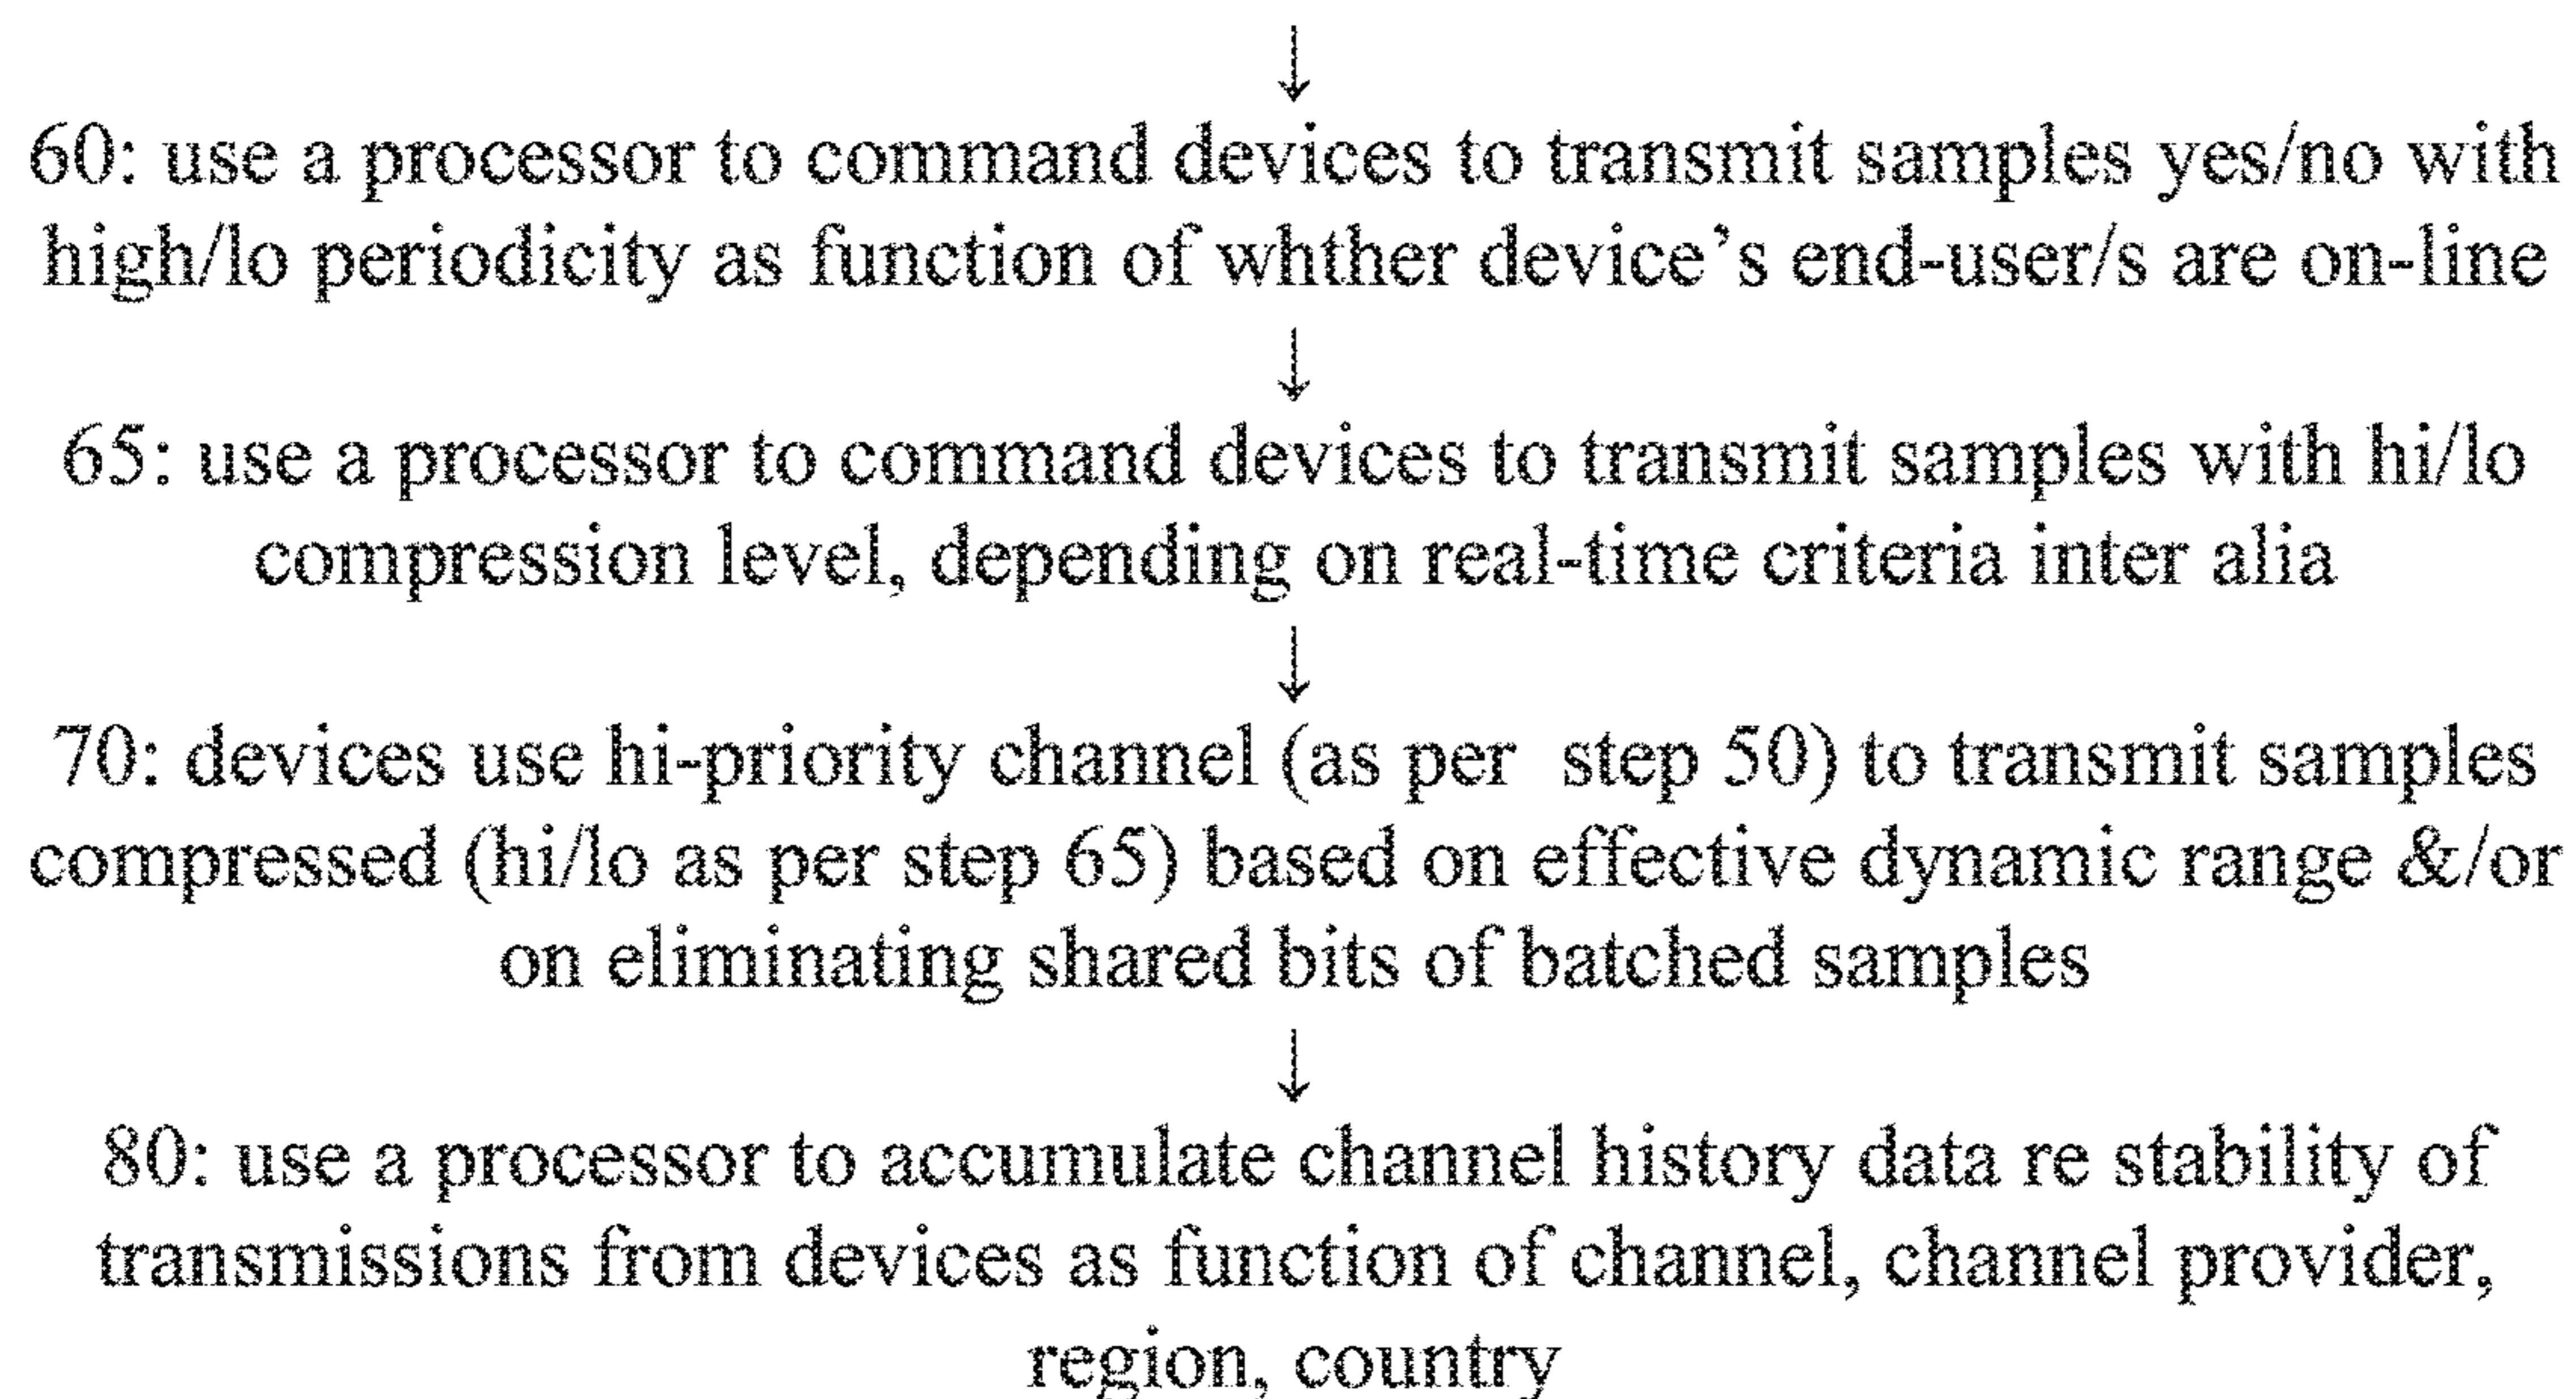 ↓
60: use a processor to command devices to transmit samples yes/no with
high/lo periodicity as function of whther device’s end-user/s are on-line
↓
65: use a processor to command devices to transmit samples with hi/lo
compression level, depending on real-time criteria inter alia
↓
70: devices use hi-priority channel (as per step 50) to transmit samples
compressed (hi/lo as per step 65) based on effective dynamic range &/or
on eliminating shared bits of batched samples
↓
80: use a processor to accumulate channel history data re stability of
transmissions from devices as function of channel, channel provider,
region, country